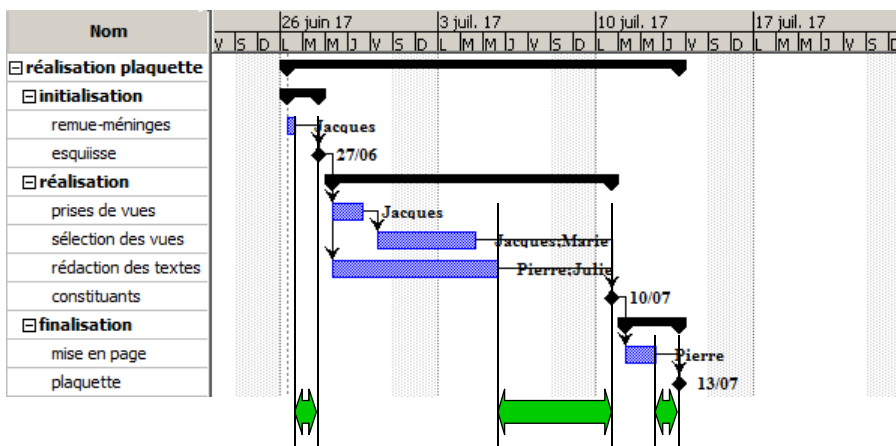 Nom
26 juin 17 3 juil. 17 10 juil. 17 17 juil. 17
V S D L M M J V S D L M M J V S D L M M J V S D L M M J V S D
réalisation plaquette
initialisation
remue-méninges Jacques
esquiisse 27/06
réalisation
prises de vues Jacques
sélection des vues Jacques;Marie
rédaction des textes Pierre;Julie
constituants 10/07
finalisation
mise en page Pierre
plaquette 13/07